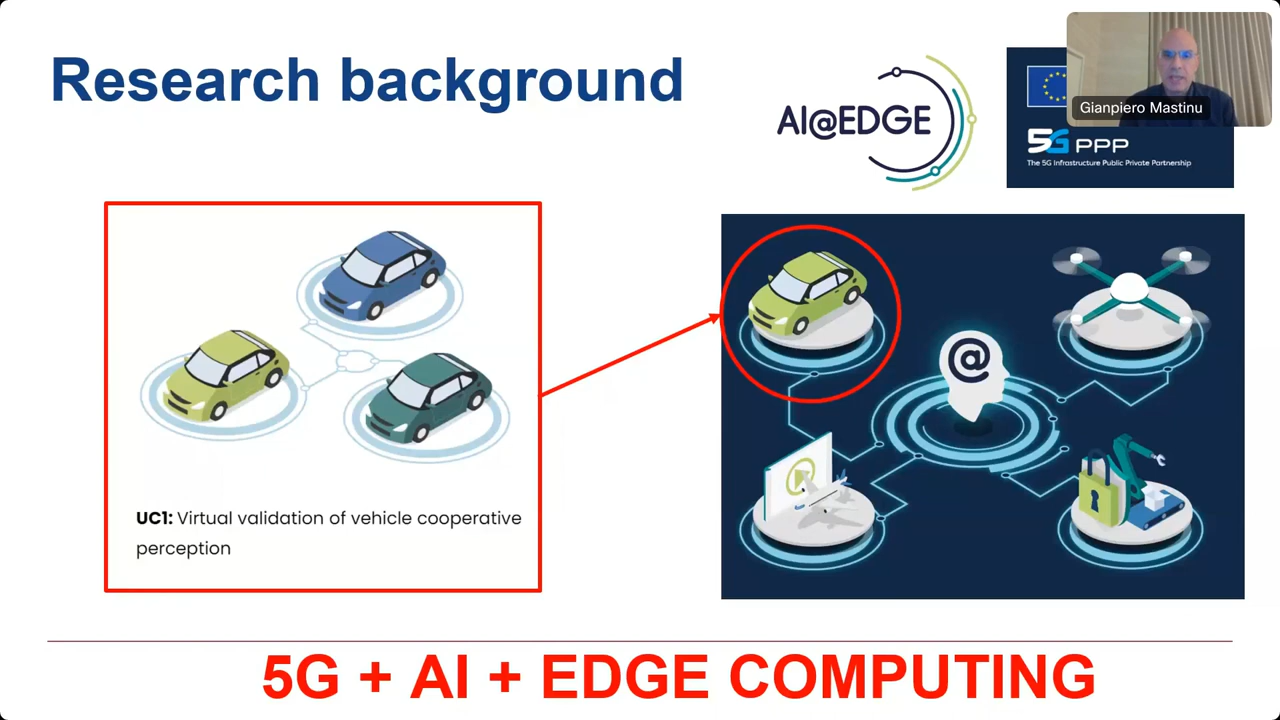 Research background
AI@EDGE
5G PPP
The 5G Infrastructure Public Private Partnership
Gianpiero Mastinu
@
UC1: Virtual validation of vehicle cooperative
perception
5G + AI + EDGE COMPUTING